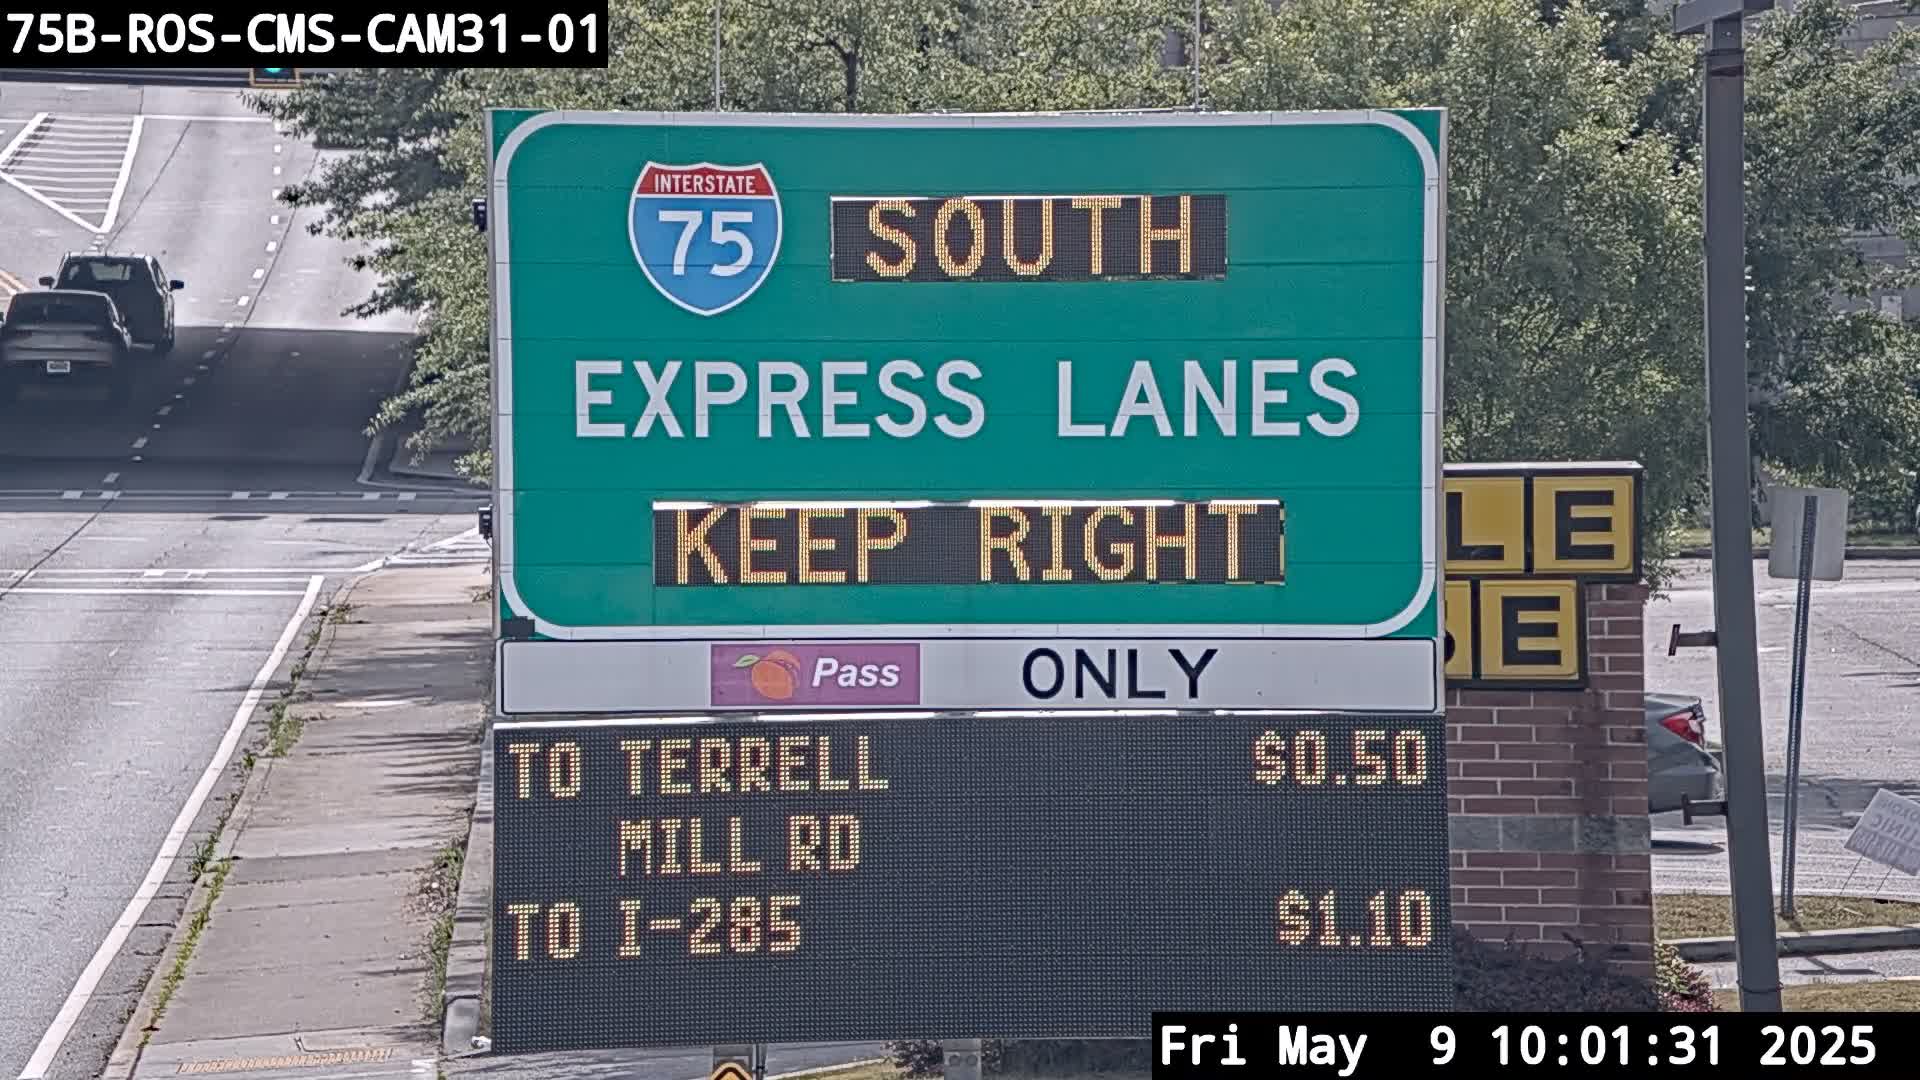 75B-ROS-CMS-CAM31-01
INTERSTATE
75
SOUTH
EXPRESS LANES
KEEP RIGHT
Pass ONLY
TO TERRELL $0.50
MILL RD
TO I-285 $1.10
LE
E
Fri May 9 10:01:31 2025